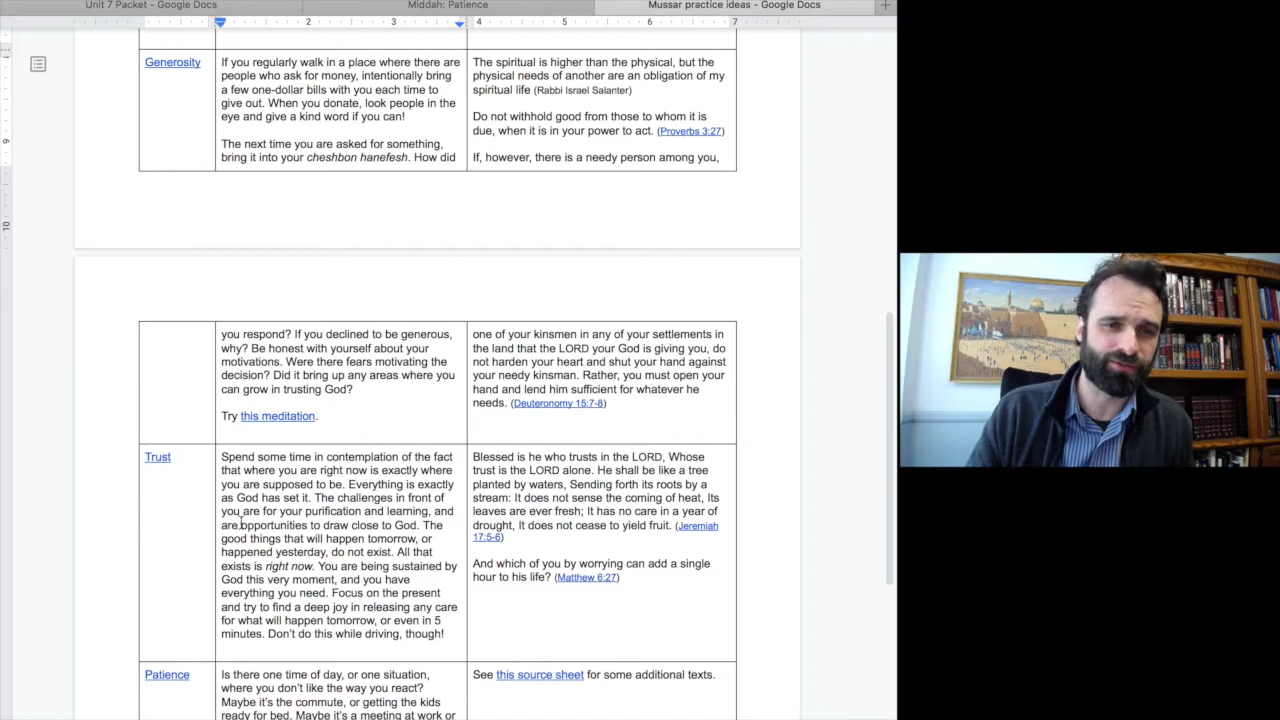 Unit 7 Packet - Google Docs
Middah: Patience
Mussar practice ideas - Google Docs
2 3 4 5 6 7
9
10
Generosity
If you regularly walk in a place where there are
people who ask for money, intentionally bring
a few one-dollar bills with you each time to
give out. When you donate, look people in the
eye and give a kind word if you can!
The next time you are asked for something,
bring it into your cheshbon hanefesh. How did
The spiritual is higher than the physical, but the
physical needs of another are an obligation of my
spiritual life (Rabbi Israel Salanter)
Do not withhold good from those to whom it is
due, when it is in your power to act. (Proverbs 3:27)
If, however, there is a needy person among you,
you respond? If you declined to be generous,
why? Be honest with yourself about your
motivations. Were there fears motivating the
decision? Did it bring up any areas where you
can grow in trusting God?
Try this meditation.
one of your kinsmen in any of your settlements in
the land that the LORD your God is giving you, do
not harden your heart and shut your hand against
your needy kinsman. Rather, you must open your
hand and lend him sufficient for whatever he
needs. (Deuteronomy 15:7-8)
Trust
Spend some time in contemplation of the fact
that where you are right now is exactly where
you are supposed to be. Everything is exactly
as God has set it. The challenges in front of
you are for your purification and learning, and
are opportunities to draw close to God. The
good things that will happen tomorrow, or
happened yesterday, do not exist. All that
exists is right now. You are being sustained by
God this very moment, and you have
everything you need. Focus on the present
and try to find a deep joy in releasing any care
for what will happen tomorrow, or even in 5
minutes. Don't do this while driving, though!
Blessed is he who trusts in the LORD, Whose
trust is the LORD alone. He shall be like a tree
planted by waters, Sending forth its roots by a
stream: It does not sense the coming of heat, Its
leaves are ever fresh; It has no care in a year of
drought, It does not cease to yield fruit. (Jeremiah
17:5-6)
And which of you by worrying can add a single
hour to his life? (Matthew 6:27)
Patience
Is there one time of day, or one situation,
where you don't like the way you react?
Maybe it's the commute, or getting the kids
ready for bed. Maybe it's a meeting at work or
See this source sheet for some additional texts.